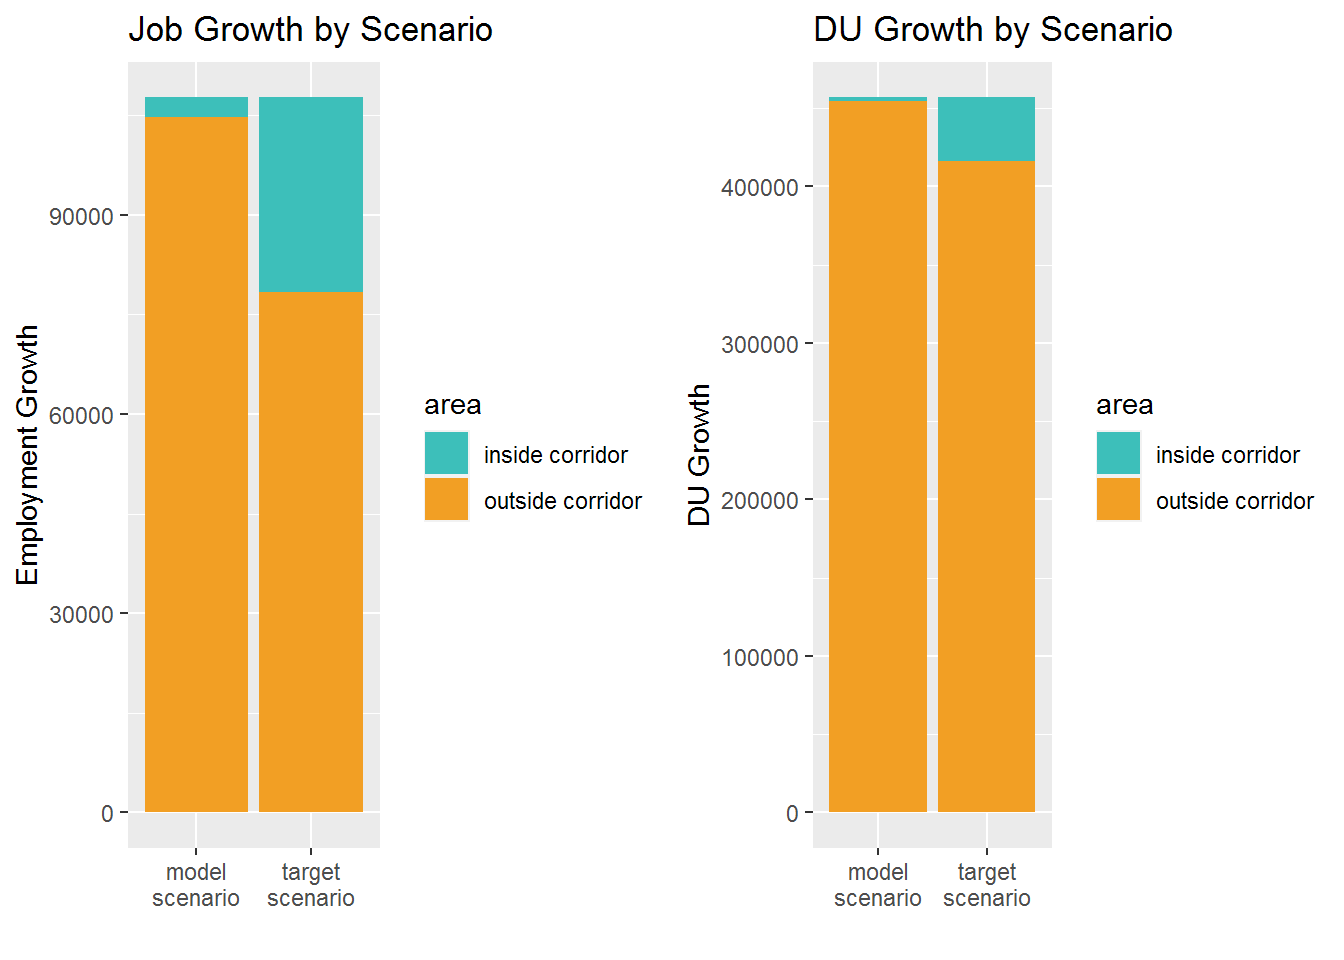 Job Growth by Scenario
Employment Growth
90000
60000
30000
0
model
scenario
target
scenario
area
inside corridor
outside corridor
DU Growth by Scenario
DU Growth
400000
300000
200000
100000
0
model
scenario
target
scenario
area
inside corridor
outside corridor